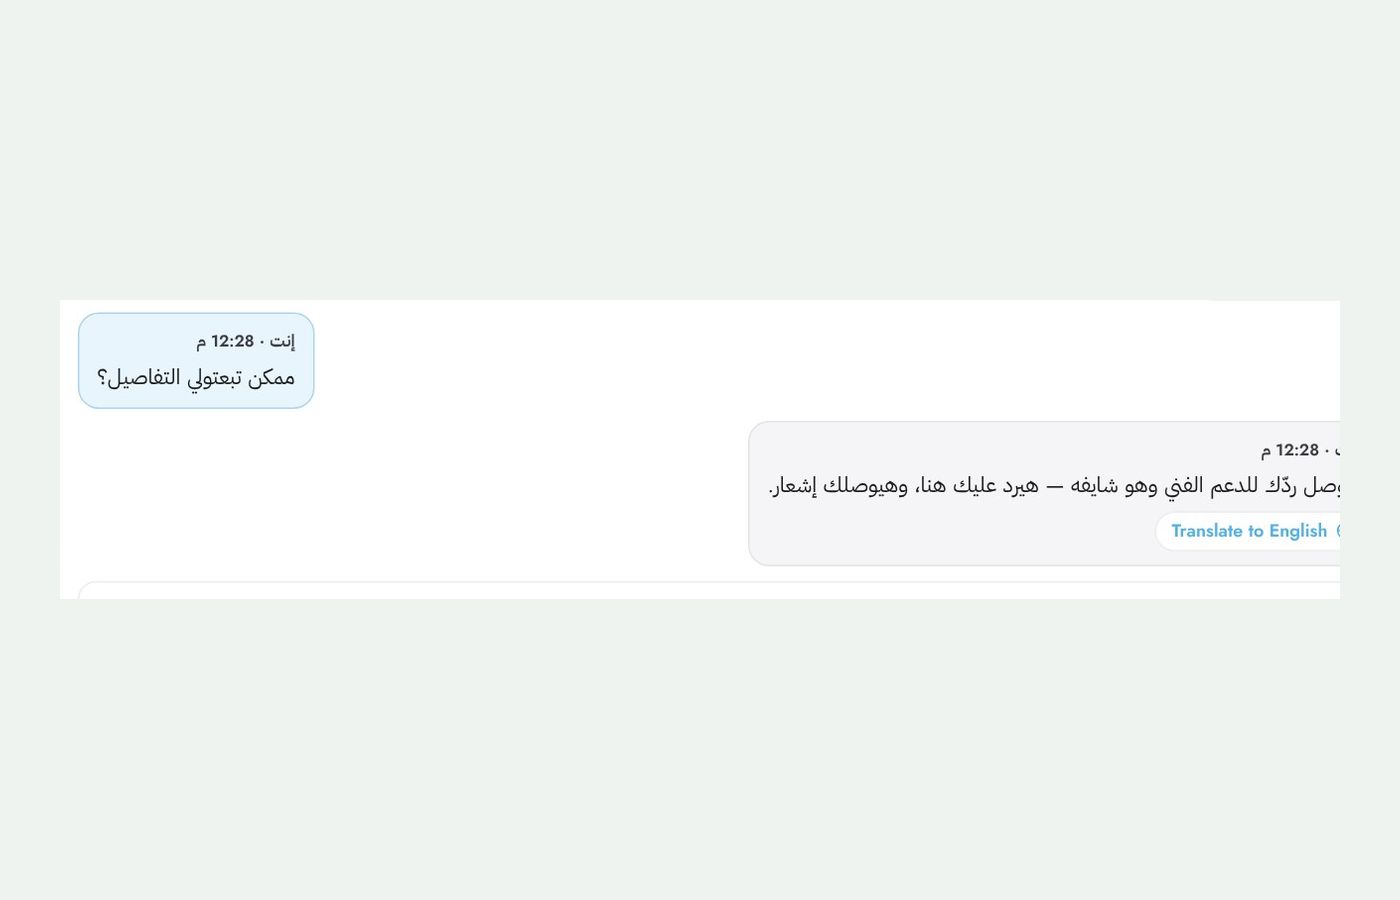 إنت · 12:28 م
ممكن تبعتولي التفاصيل؟
· 12:28 م
ردّك للدعم الفني وهو شايفه — هيرد عليك هنا، وهيوصلك إشعار.
Translate to English